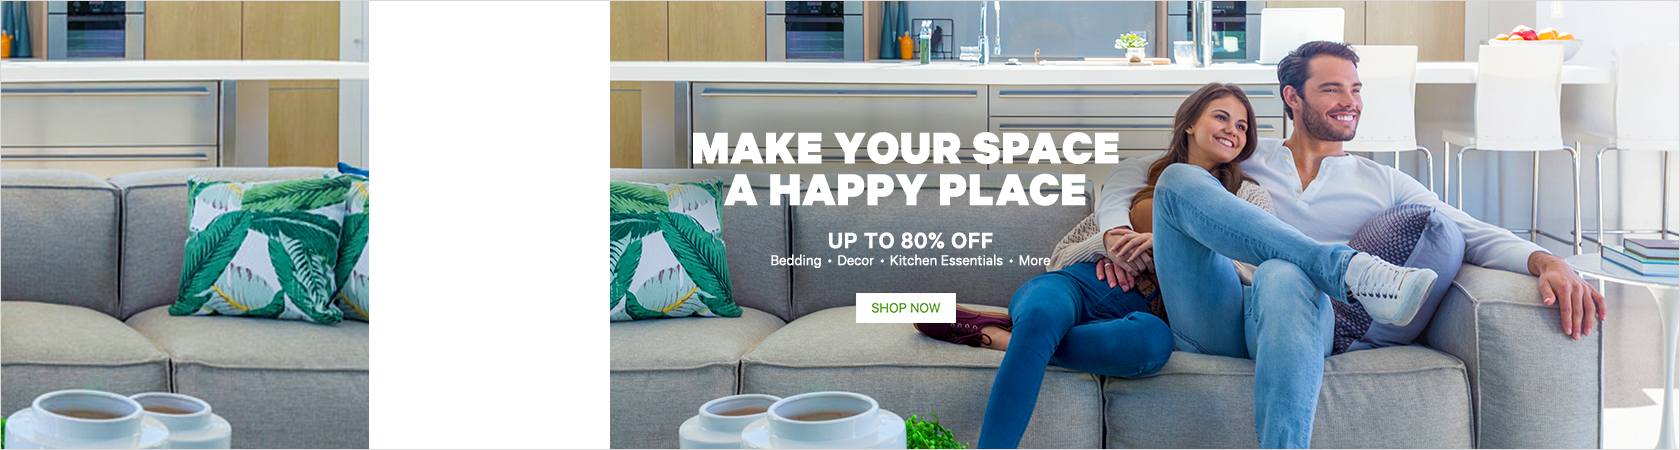 MAKE YOUR SPACE
A HAPPY PLACE
UP TO 80% OFF
Bedding • Decor • Kitchen Essentials • More
SHOP NOW